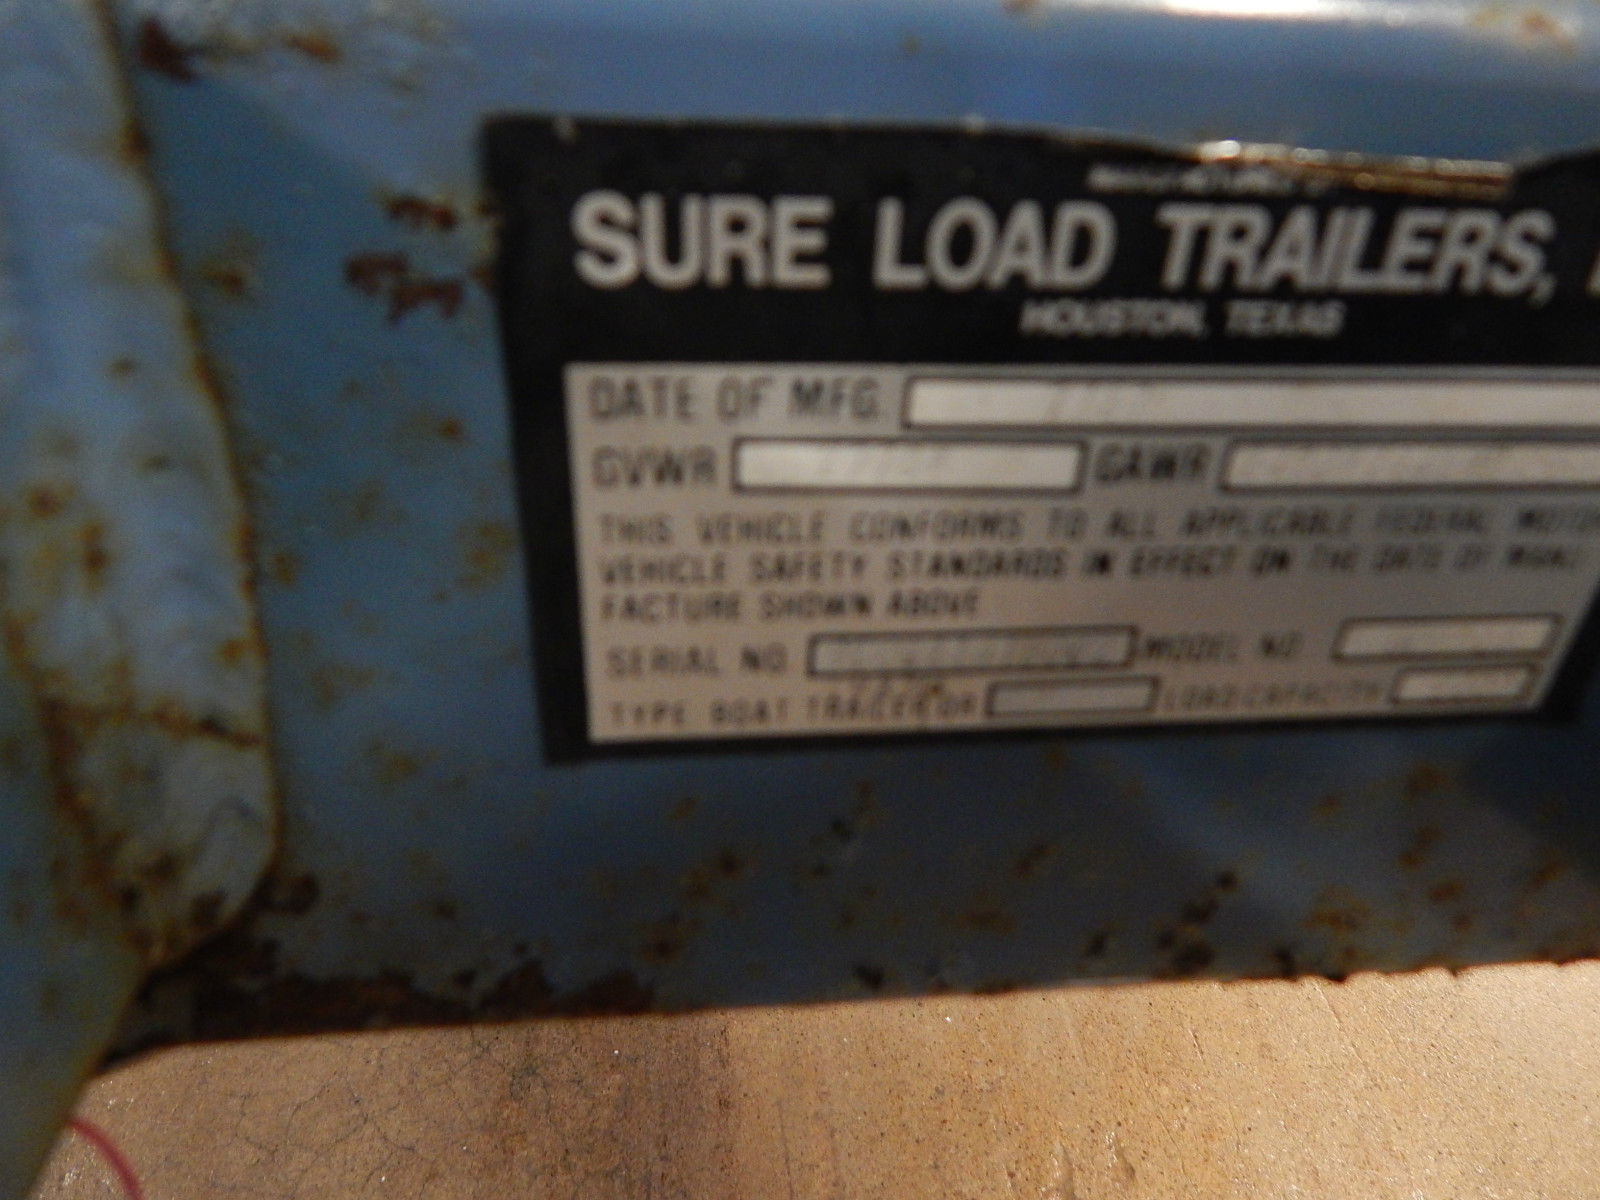 MANUFACTURED BY
SURE LOAD TRAILERS,
HOUSTON, TEXAS
DATE OF MFG.
GVWR GAWR
THIS VEHICLE CONFORMS TO ALL APPLICABLE FEDERAL MOTOR
VEHICLE SAFETY STANDARDS IN EFFECT ON THE DATE OF MANU
FACTURE SHOWN ABOVE
SERIAL NO MODEL NO
TYPE BOAT TRAILER OR LOAD CAPACITY